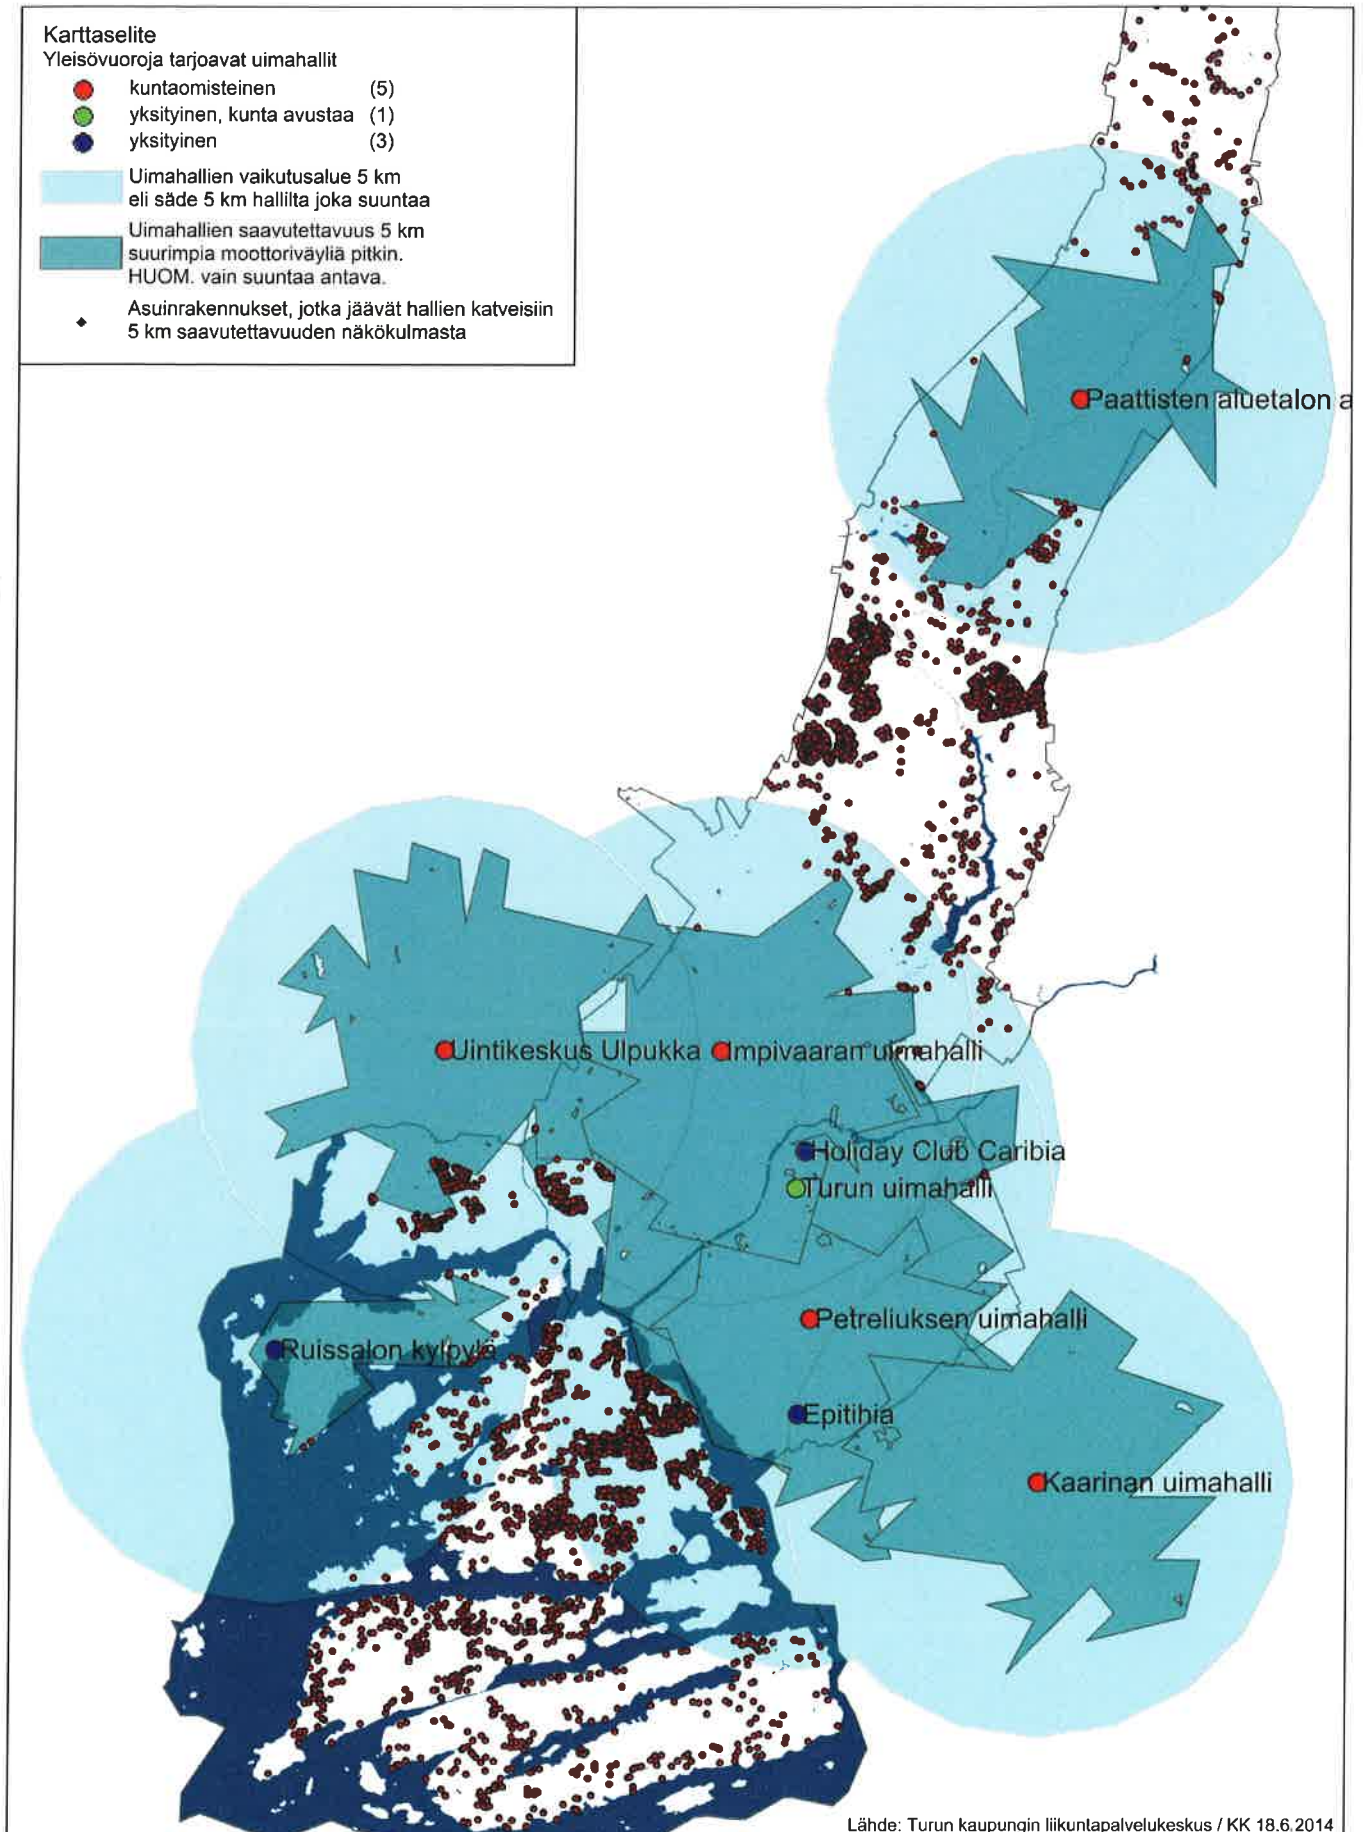 Karttaselite
Yleisövuoroja tarjoavat uimahallit
kuntaomisteinen (5)
yksityinen, kunta avustaa (1)
yksityinen (3)
Uimahallien vaikutusalue 5 km
eli säde 5 km hallilta joka suuntaa
Uimahallien saavutettavuus 5 km
suurimpia moottoriväyliä pitkin.
HUOM. vain suuntaa antava.
Asuinrakennukset, jotka jäävät hallien katveisiin
5 km saavutettavuuden näkökulmasta
Paattisten aluetalon a
Uintikeskus Ulpukka
Impivaaran uimahalli
Holiday Club Caribia
Turun uimahalli
Petreliuksen uimahalli
Ruissalon kylpylä
Epitihia
Kaarinan uimahalli
Lähde: Turun kaupungin liikuntapalvelukeskus / KK 18.6.2014